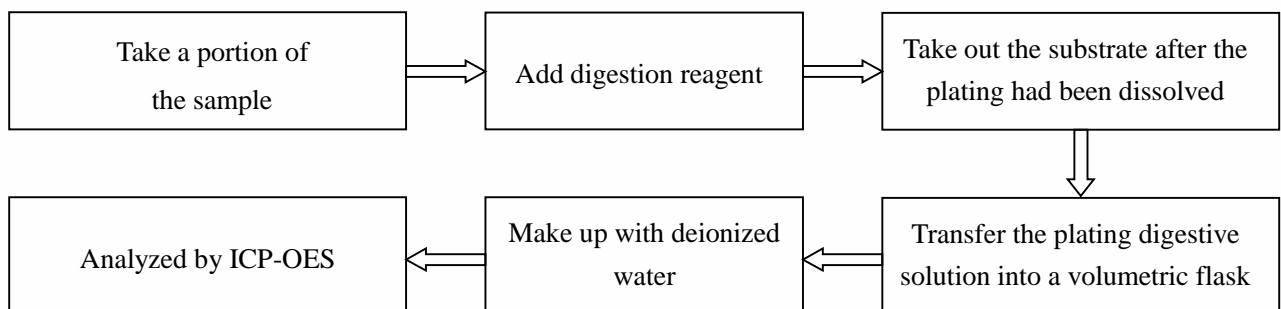 Take a portion of
the sample
Add digestion reagent
Take out the substrate after the
plating had been dissolved
Transfer the plating digestive
solution into a volumetric flask
Make up with deionized
water
Analyzed by ICP-OES